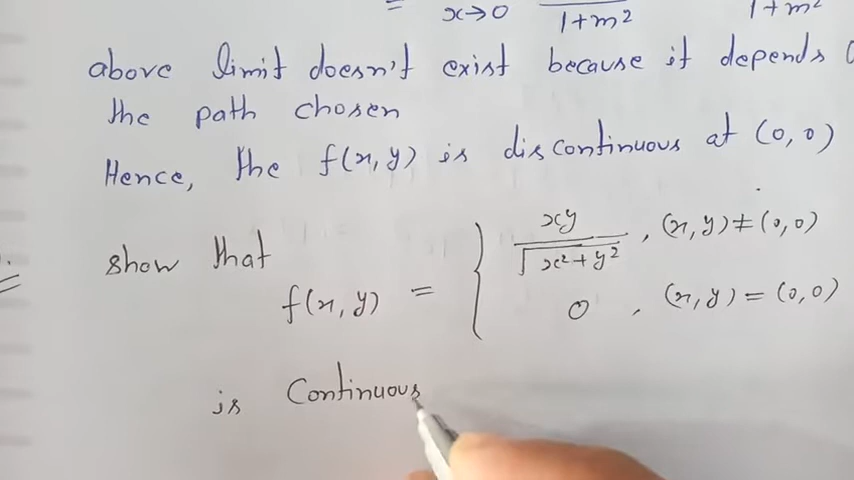 = x→0 1+m² 1+m²
above limit doesn't exist because it depends
the path chosen
Hence, the f(x,y) is discontinuous at (0,0)
show that
f(x,y) = { xy / √x²+y² , (x,y)≠(0,0)
0 , (x,y)=(0,0)
is Continuous